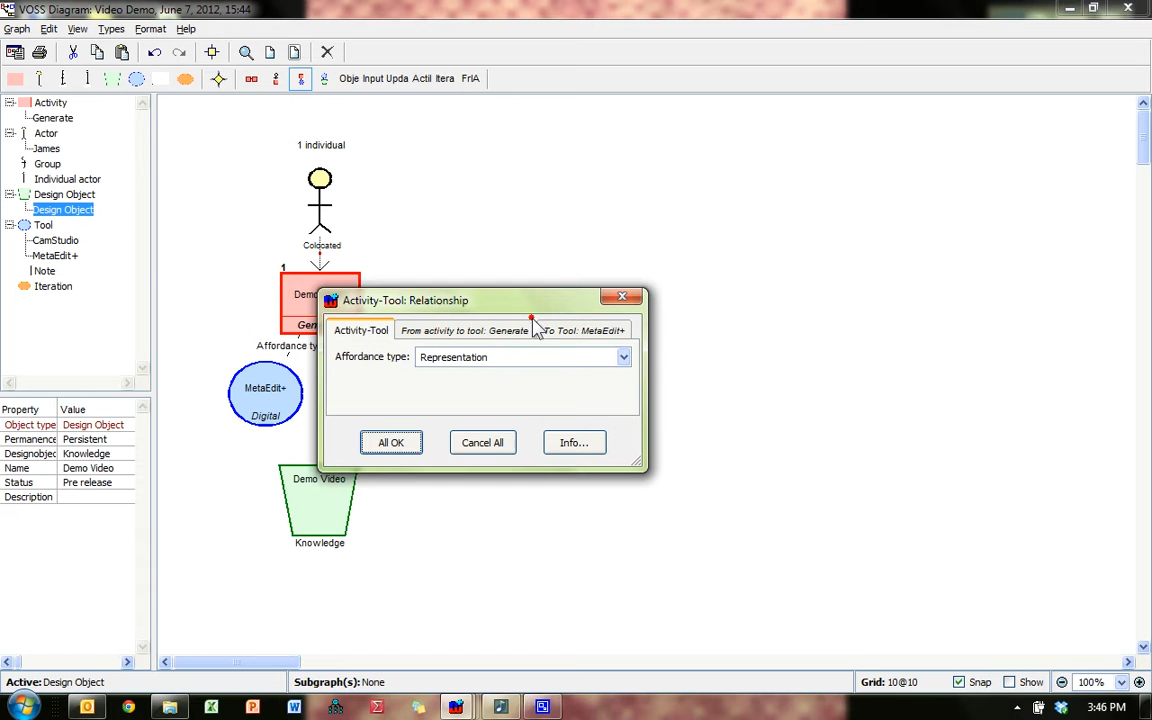 VOSS Diagram: Video Demo, June 7, 2012, 15:44
Graph Edit View Types Format Help
Obje Input Upda Actil Itera FrIA
Activity
Generate
Actor
James
Group
Individual actor
Design Object
Design Object
Tool
CamStudio
MetaEdit+
Note
Iteration
Property Value
Object type Design Object
Permanence Persistent
Designobjec Knowledge
Name Demo Video
Status Pre release
Description
1 individual
Colocated
1
Demo
Gen
Affordance ty
MetaEdit+
Digital
Demo Video
Knowledge
Activity-Tool: Relationship
Activity-Tool From activity to tool: Generate To Tool: MetaEdit+
Affordance type: Representation
All OK Cancel All Info...
Active: Design Object Subgraph(s): None Grid: 10@10 Snap Show 100%
3:46 PM